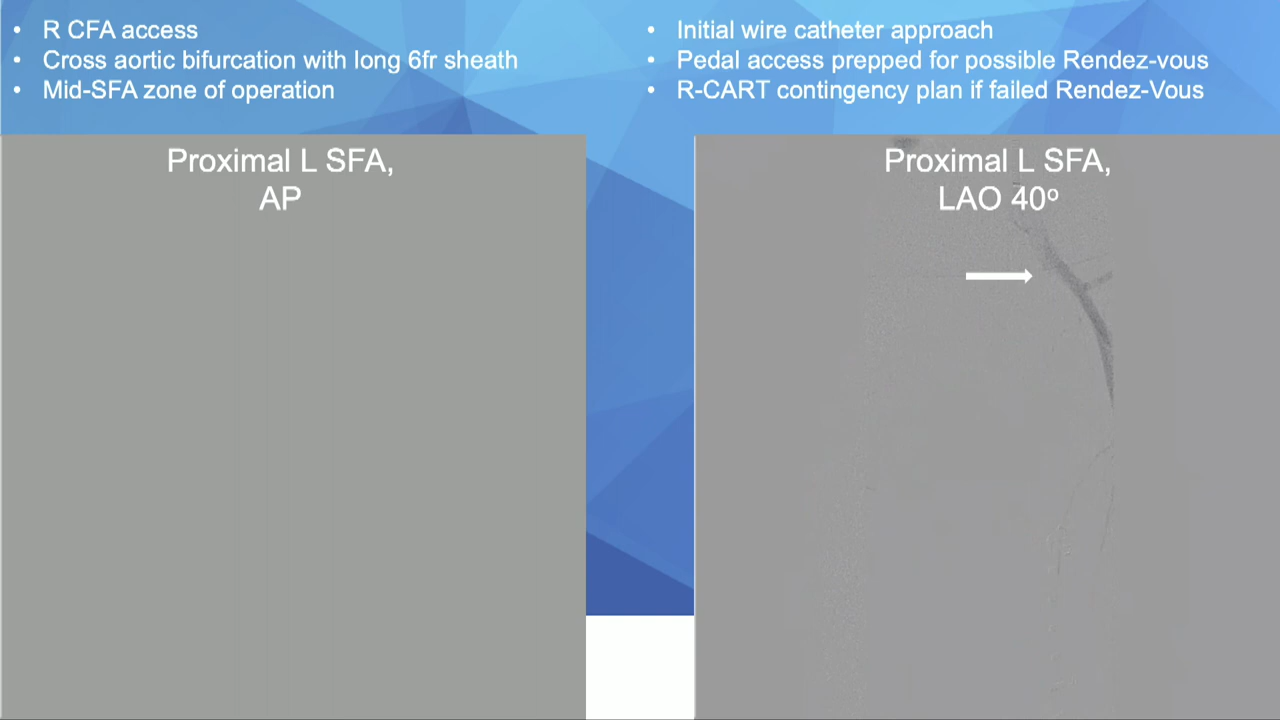 • R CFA access
• Cross aortic bifurcation with long 6fr sheath
• Mid-SFA zone of operation
• Initial wire catheter approach
• Pedal access prepped for possible Rendez-vous
• R-CART contingency plan if failed Rendez-Vous
Proximal L SFA,
AP
Proximal L SFA,
LAO 40º